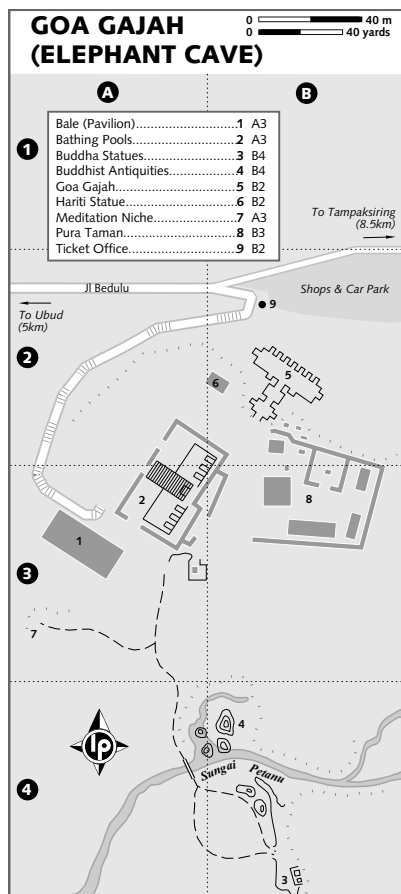 GOA GAJAH
(ELEPHANT CAVE)
0 40 m
0 40 yards
A B
1
Bale (Pavilion)........................1 A3
Bathing Pools........................2 A3
Buddha Statues.....................3 B4
Buddhist Antiquities...............4 B4
Goa Gajah.............................5 B2
Hariti Statue..........................6 B2
Meditation Niche...................7 A3
Pura Taman..........................8 B3
Ticket Office..........................9 B2
To Tampaksiring
(8.5km)
Jl Bedulu
Shops & Car Park
9
To Ubud
(5km)
2
5
6
2
8
1
3
7
lp
4
Sungai Petanu
4
3